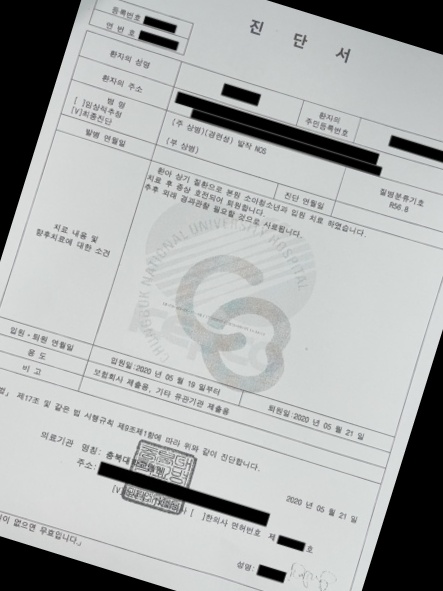 진 단 서
등록번호
연 번 호
환자의 성명
환자의 주민등록번호
환자의 주소
병 명
[ ]임상적추정
[V]최종진단
(주 상병)(경련성) 발작 NOS
(부 상병)
질병분류기호
R56.8
발병 연월일
진단 연월일
치료 내용 및
향후치료에 대한 소견
환아 상기 질환으로 본원 소아청소년과 입원 치료 하였습니다.
치료 후 증상 호전되어 퇴원합니다.
추후 외래 경과관찰 필요할 것으로 사료됩니다.
CHUNGBUK NATIONAL UNIVERSITY HOSPITAL
입원·퇴원 연월일
입원일:2020 년 05 월 19 일부터
퇴원일:2020 년 05 월 21 일
용 도
보험회사 제출용, 기타 유관기관 제출용
비 고
제17조 및 같은 법 시행규칙 제9조제1항에 따라 위와 같이 진단합니다.
2020 년 05 월 21 일
의료기관 명칭: 충북대
주소:
[V]
[ ]한의사 면허번호 제 호
성명:
이 없으면 무효입니다.」